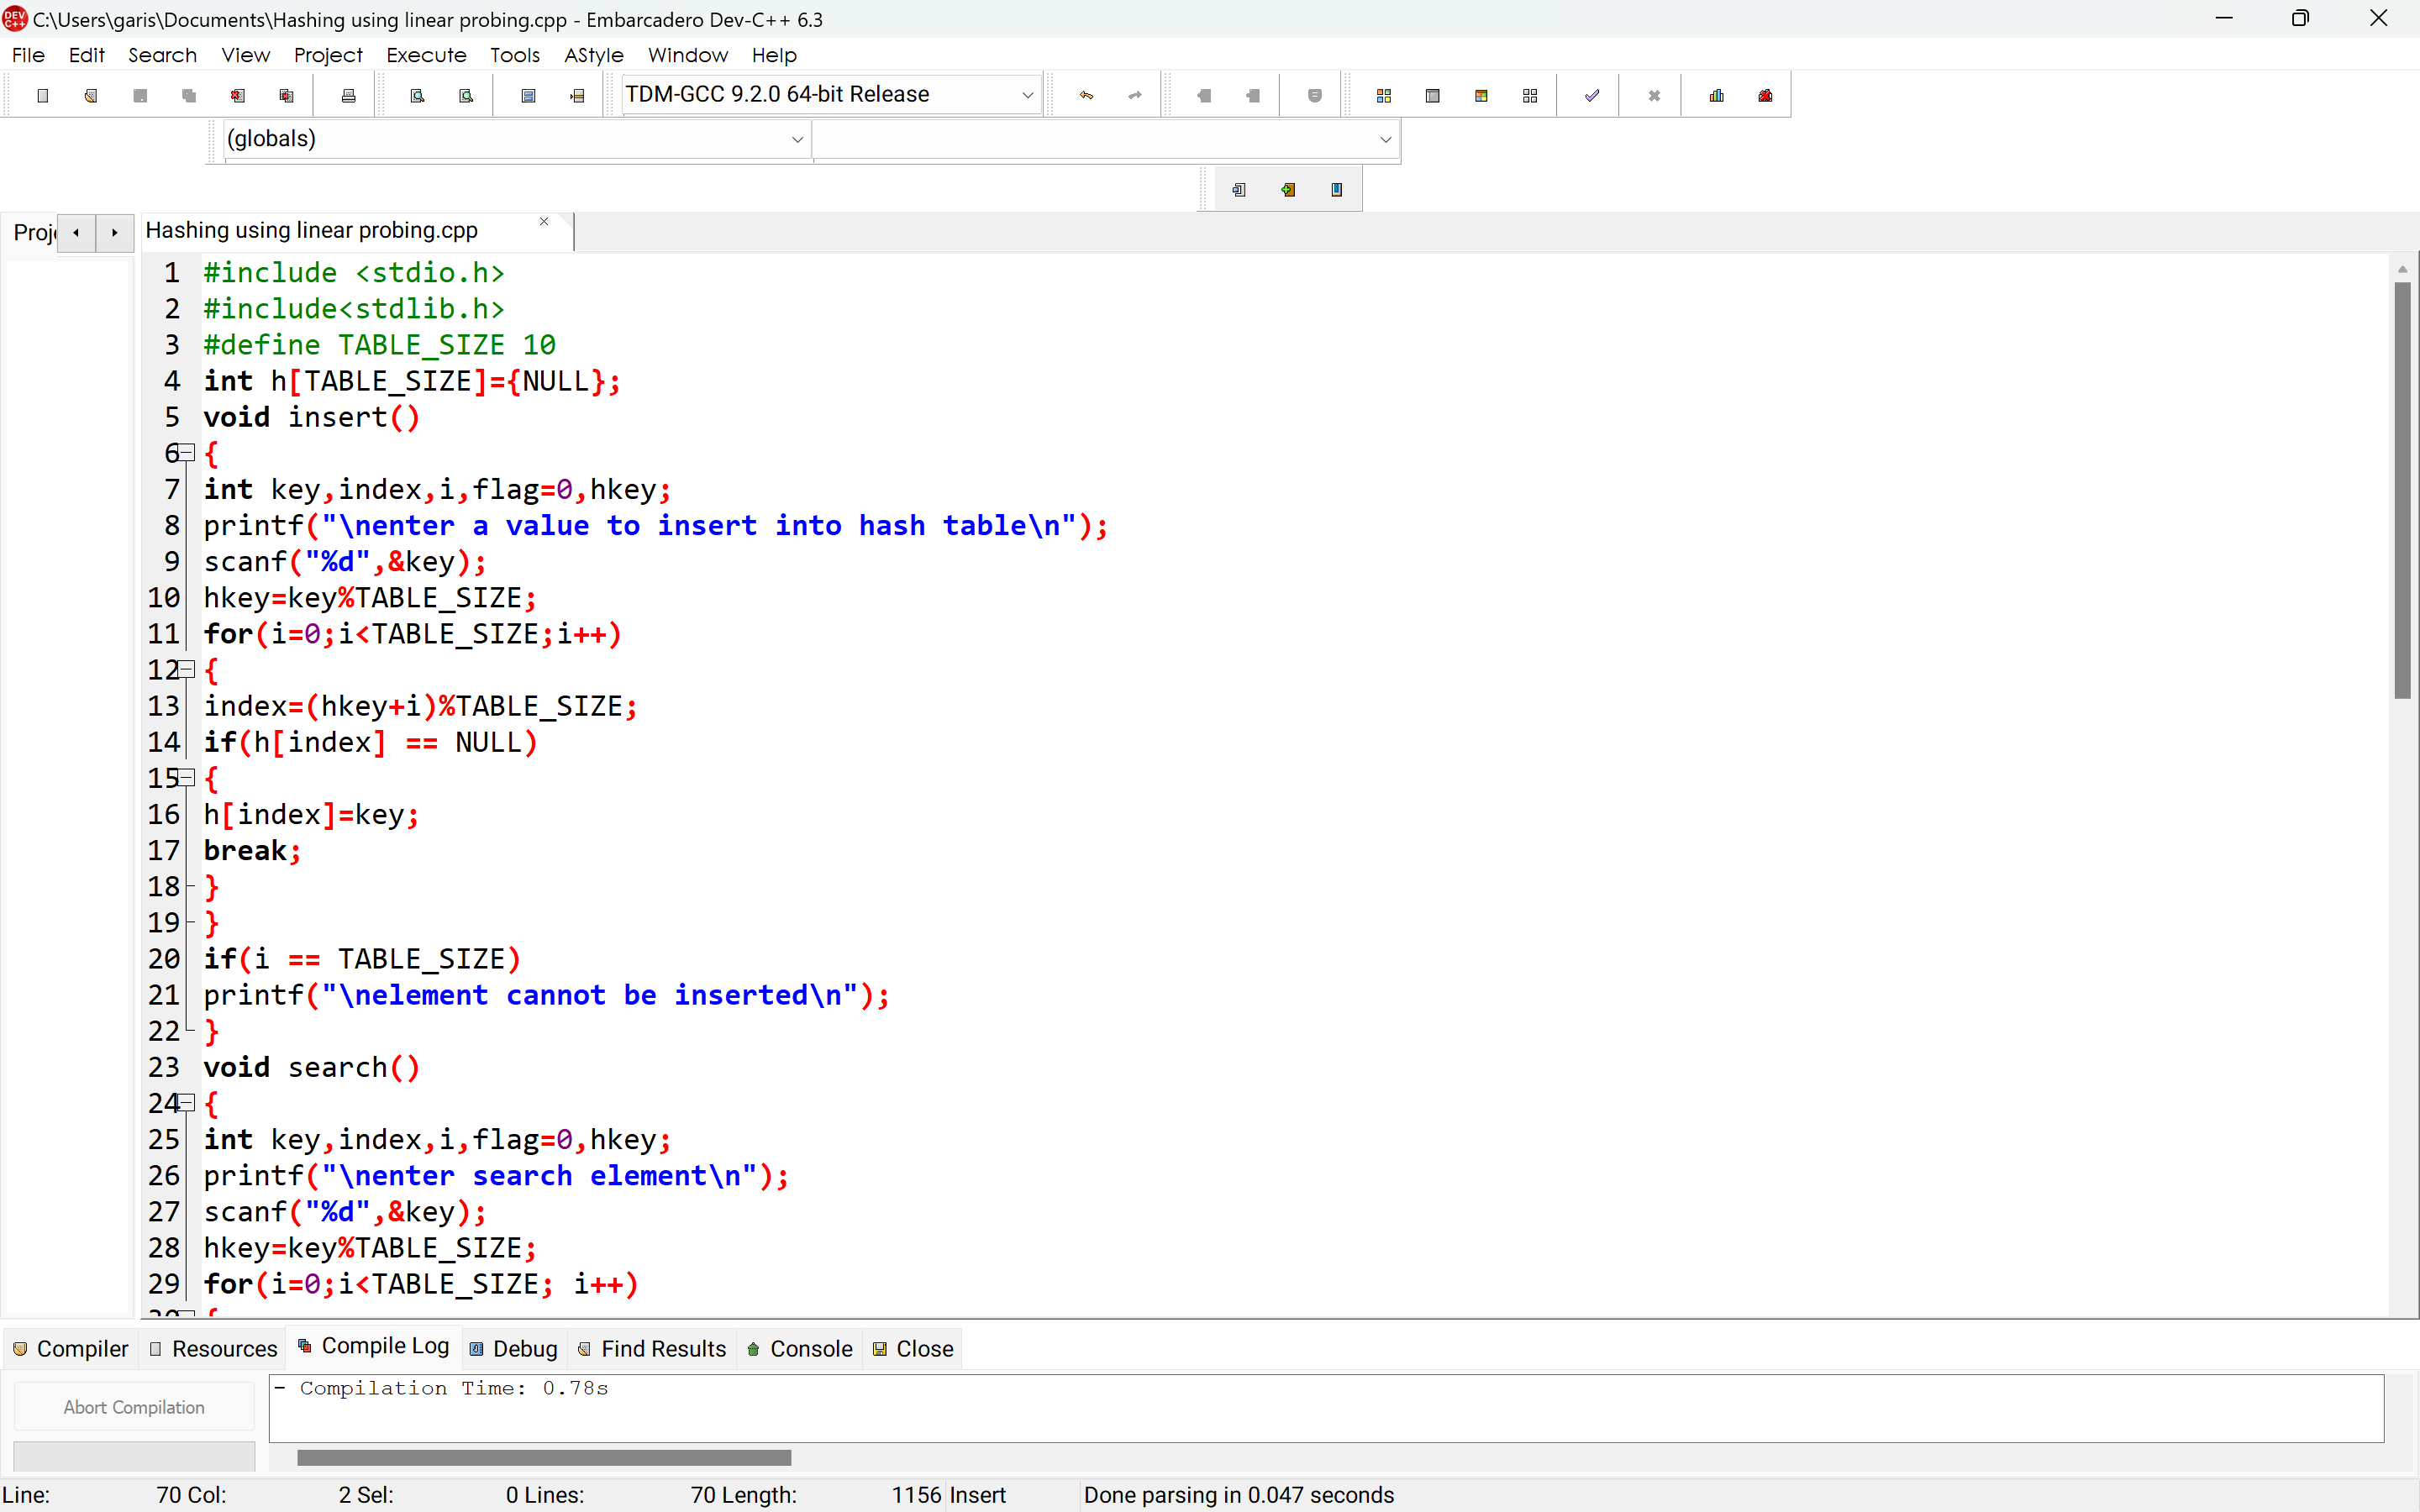 DEV C++ C:\Users\garis\Documents\Hashing using linear probing.cpp - Embarcadero Dev-C++ 6.3
File Edit Search View Project Execute Tools AStyle Window Help
TDM-GCC 9.2.0 64-bit Release
(globals)
Proj Hashing using linear probing.cpp
1 #include <stdio.h>
2 #include<stdlib.h>
3 #define TABLE_SIZE 10
4 int h[TABLE_SIZE]={NULL};
5 void insert()
6 {
7 int key,index,i,flag=0,hkey;
8 printf("\nenter a value to insert into hash table\n");
9 scanf("%d",&key);
10 hkey=key%TABLE_SIZE;
11 for(i=0;i<TABLE_SIZE;i++)
12 {
13 index=(hkey+i)%TABLE_SIZE;
14 if(h[index] == NULL)
15 {
16 h[index]=key;
17 break;
18 }
19 }
20 if(i == TABLE_SIZE)
21 printf("\nelement cannot be inserted\n");
22 }
23 void search()
24 {
25 int key,index,i,flag=0,hkey;
26 printf("\nenter search element\n");
27 scanf("%d",&key);
28 hkey=key%TABLE_SIZE;
29 for(i=0;i<TABLE_SIZE; i++)
30 {
Compiler Resources Compile Log Debug Find Results Console Close
Abort Compilation
- Compilation Time: 0.78s
Line: 70 Col: 2 Sel: 0 Lines: 70 Length: 1156 Insert Done parsing in 0.047 seconds